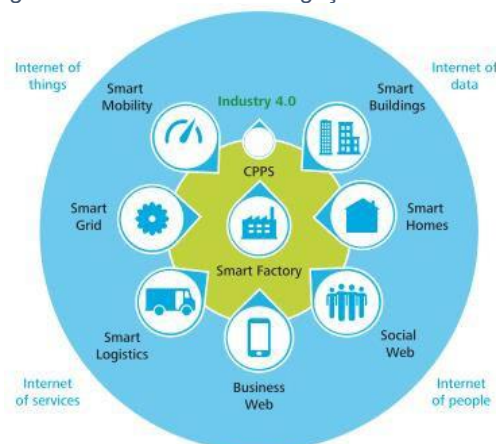 Internet of
things
Internet of
data
Smart
Mobility
Industry 4.0
Smart
Buildings
CPPS
Smart
Grid
Smart
Homes
Smart Factory
Smart
Logistics
Social
Web
Business
Web
Internet
of services
Internet
of people